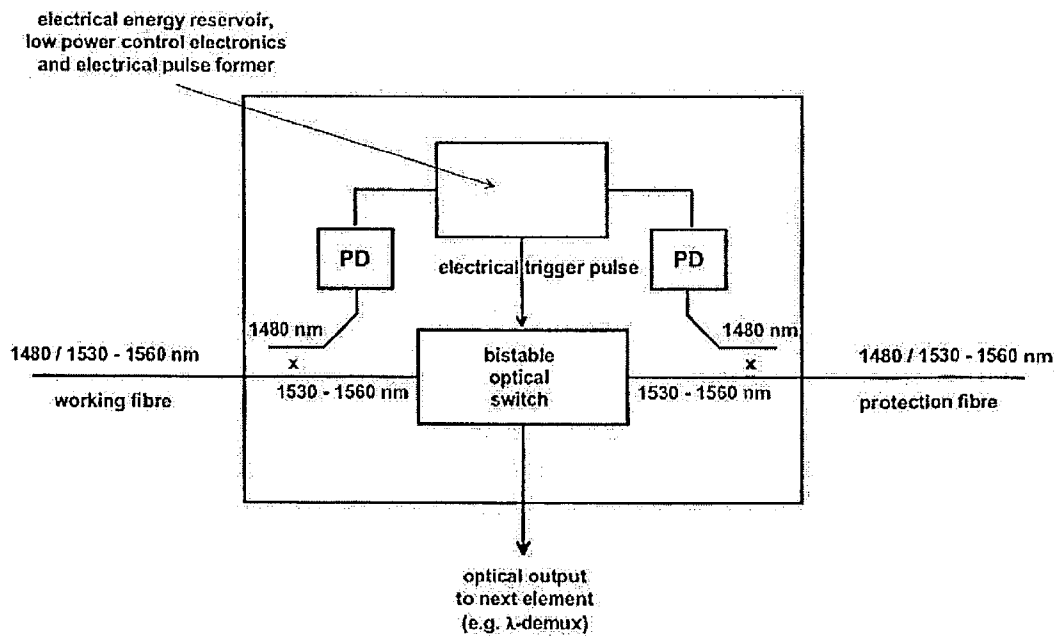 electrical energy reservoir,
low power control electronics
and electrical pulse former
PD
PD
electrical trigger pulse
1480 nm
1480 nm
1480 / 1530 - 1560 nm
x
bistable
optical
switch
x
1480 / 1530 - 1560 nm
working fibre
1530 - 1560 nm
1530 - 1560 nm
protection fibre
optical output
to next element
(e.g. λ-demux)